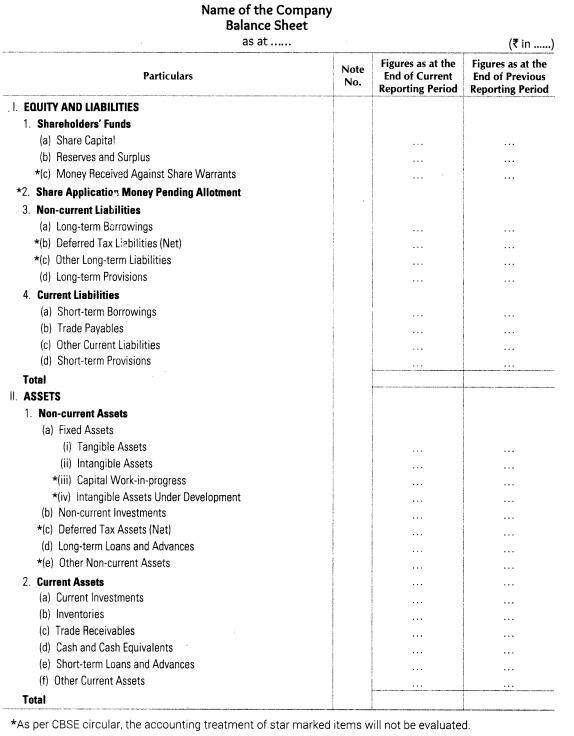 Name of the Company
Balance Sheet
as at ......
(₹ in ......)
Particulars
Note No.
Figures as at the End of Current Reporting Period
Figures as at the End of Previous Reporting Period
I. EQUITY AND LIABILITIES
1. Shareholders' Funds
(a) Share Capital ... ...
(b) Reserves and Surplus ... ...
*(c) Money Received Against Share Warrants ... ...
*2. Share Application Money Pending Allotment
3. Non-current Liabilities
(a) Long-term Borrowings ... ...
*(b) Deferred Tax Liabilities (Net) ... ...
*(c) Other Long-term Liabilities ... ...
(d) Long-term Provisions ... ...
4. Current Liabilities
(a) Short-term Borrowings ... ...
(b) Trade Payables ... ...
(c) Other Current Liabilities ... ...
(d) Short-term Provisions ... ...
Total
II. ASSETS
1. Non-current Assets
(a) Fixed Assets
(i) Tangible Assets ... ...
(ii) Intangible Assets ... ...
*(iii) Capital Work-in-progress ... ...
*(iv) Intangible Assets Under Development ... ...
(b) Non-current Investments ... ...
*(c) Deferred Tax Assets (Net) ... ...
(d) Long-term Loans and Advances ... ...
*(e) Other Non-current Assets ... ...
2. Current Assets ... ...
(a) Current Investments ... ...
(b) Inventories ... ...
(c) Trade Receivables ... ...
(d) Cash and Cash Equivalents ... ...
(e) Short-term Loans and Advances ... ...
(f) Other Current Assets ... ...
Total
*As per CBSE circular, the accounting treatment of star marked items will not be evaluated.